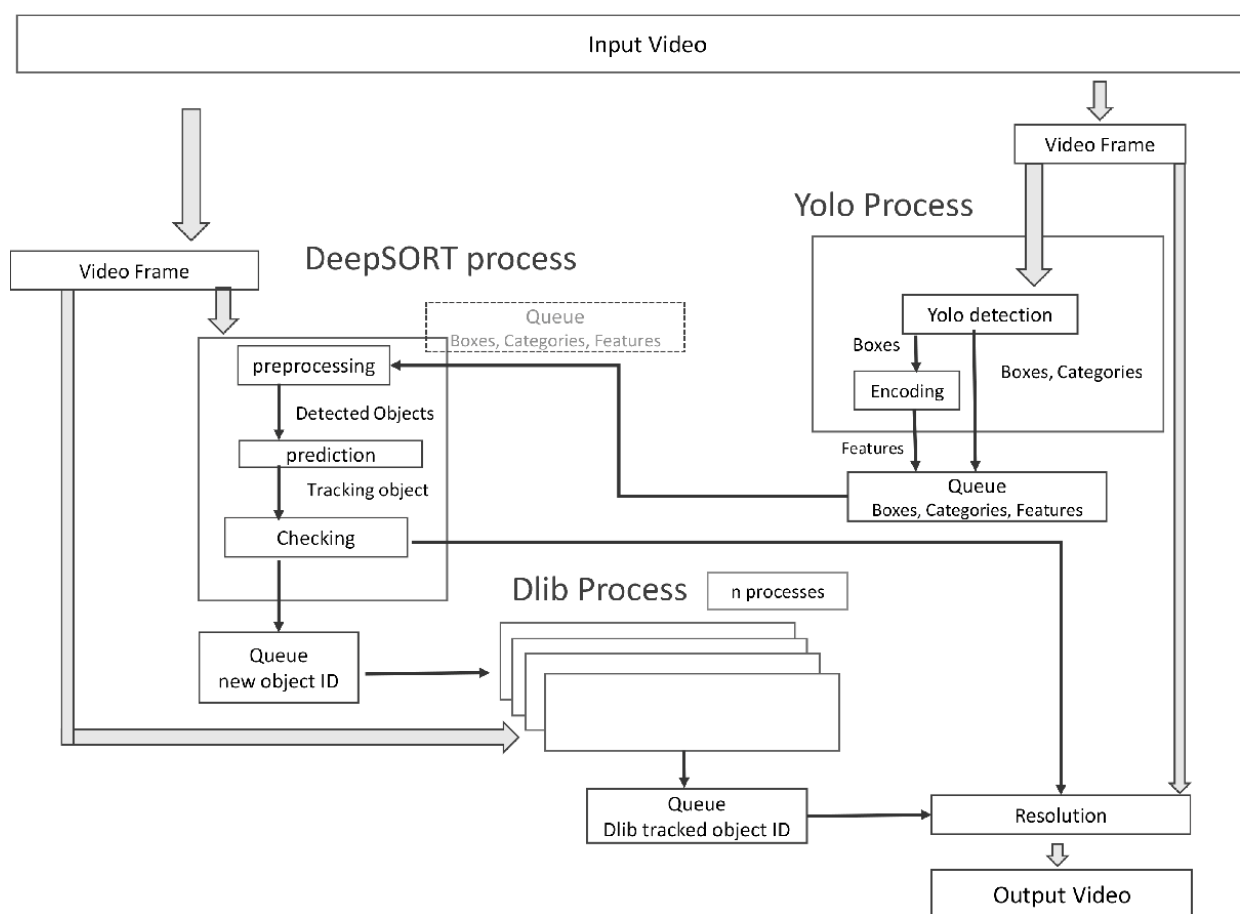 Input Video
Video Frame
Yolo Process
Video Frame
DeepSORT process
Queue
Boxes, Categories, Features
Yolo detection
Boxes
Boxes, Categories
Encoding
Features
Queue
Boxes, Categories, Features
preprocessing
Detected Objects
prediction
Tracking object
Checking
Dlib Process
n processes
Queue
new object ID
Queue
Dlib tracked object ID
Resolution
Output Video